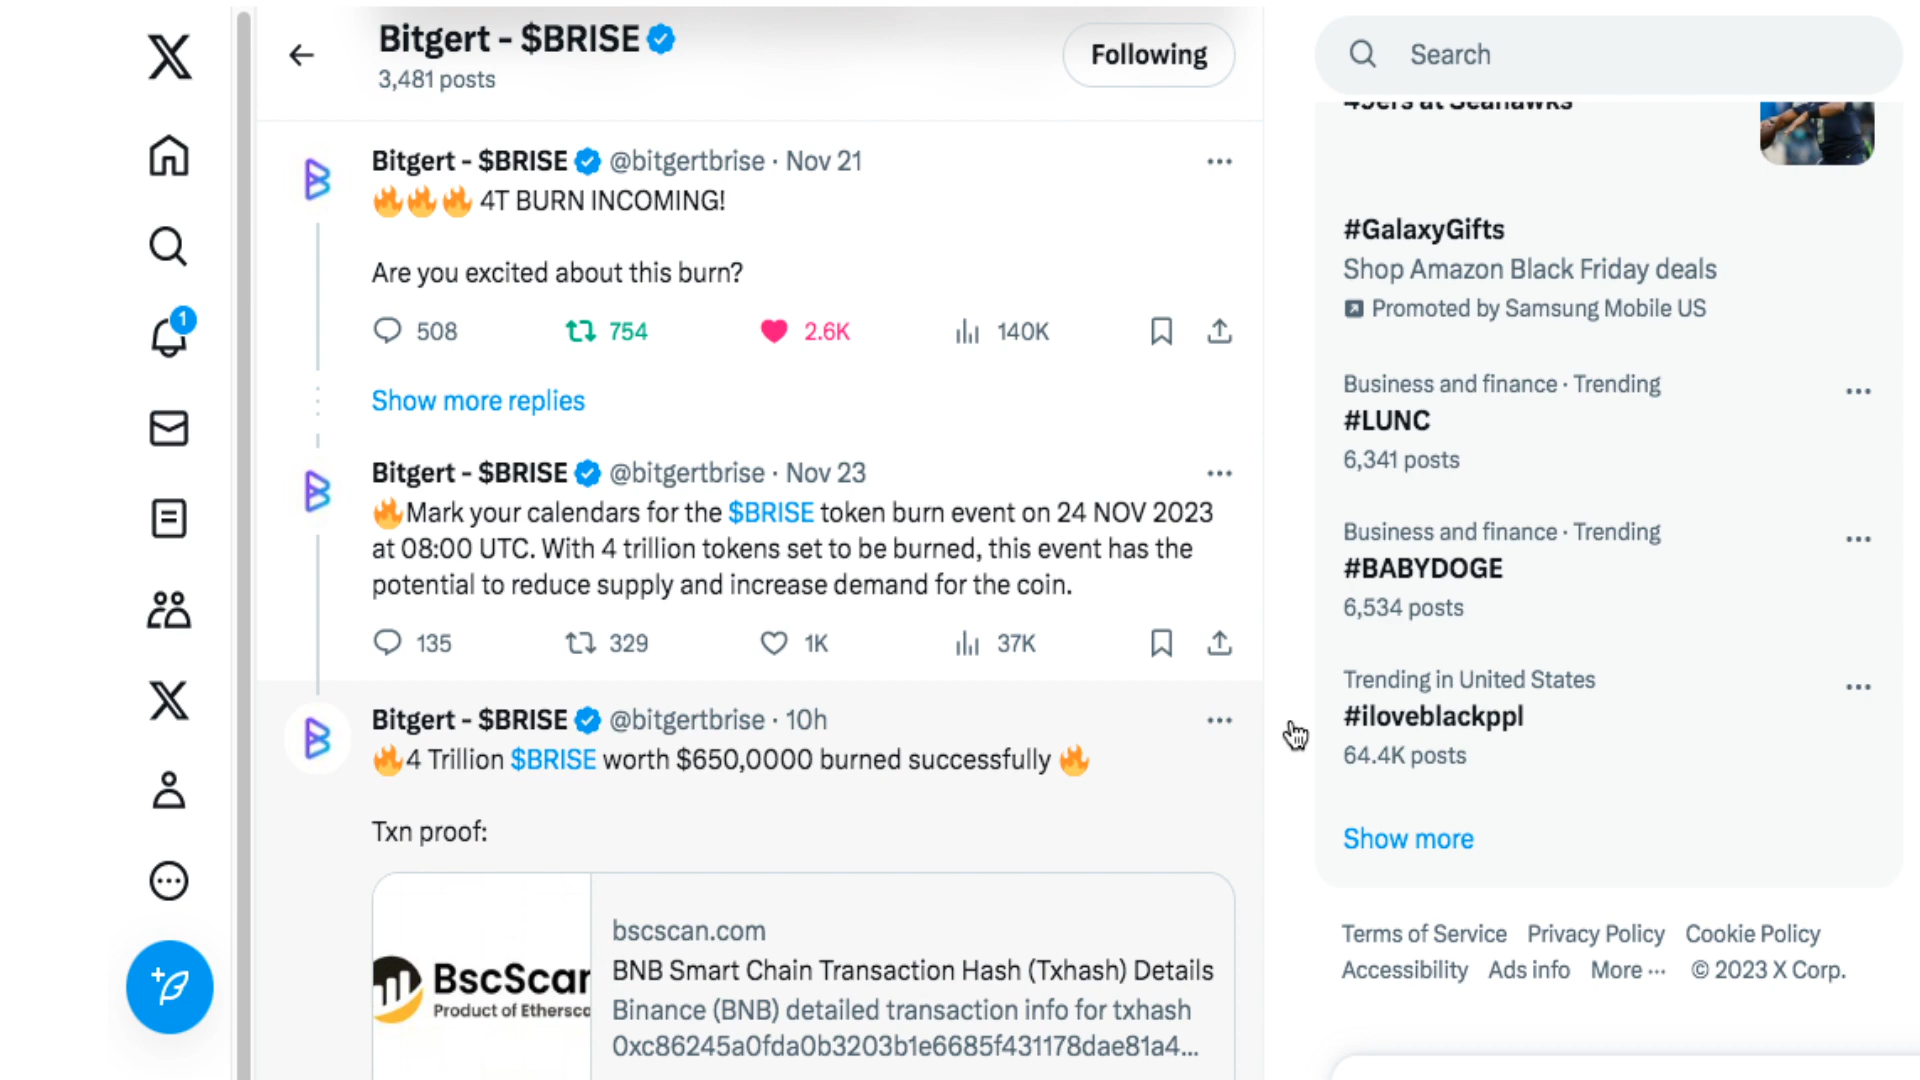 Bitgert - $BRISE
3,481 posts
Following
Bitgert - $BRISE @bitgertbrise · Nov 21
🔥🔥🔥 4T BURN INCOMING!
Are you excited about this burn?
508 754 2.6K 140K
Show more replies
Bitgert - $BRISE @bitgertbrise · Nov 23
🔥Mark your calendars for the $BRISE token burn event on 24 NOV 2023
at 08:00 UTC. With 4 trillion tokens set to be burned, this event has the
potential to reduce supply and increase demand for the coin.
135 329 1K 37K
Bitgert - $BRISE @bitgertbrise · 10h
🔥4 Trillion $BRISE worth $650,0000 burned successfully 🔥
Txn proof:
BscScan
Product of Ethersca
bscscan.com
BNB Smart Chain Transaction Hash (Txhash) Details
Binance (BNB) detailed transaction info for txhash
0xc86245a0fda0b3203b1e6685f431178dae81a4...
1
Search
49ers at Seahawks
#GalaxyGifts
Shop Amazon Black Friday deals
Promoted by Samsung Mobile US
Business and finance · Trending
#LUNC
6,341 posts
Business and finance · Trending
#BABYDOGE
6,534 posts
Trending in United States
#iloveblackppl
64.4K posts
Show more
Terms of Service Privacy Policy Cookie Policy
Accessibility Ads info More ··· © 2023 X Corp.